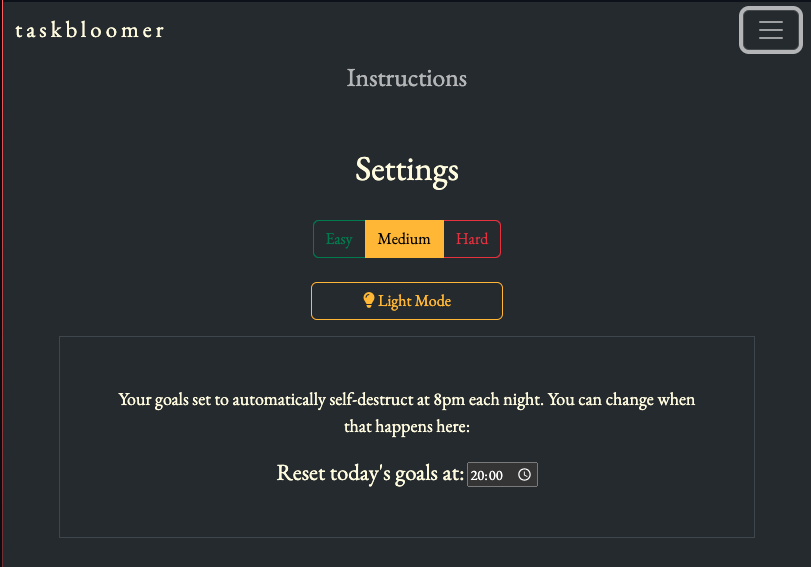 taskbloomer
Instructions
Settings
Easy Medium Hard
Light Mode
Your goals set to automatically self-destruct at 8pm each night. You can change when
that happens here:
Reset today's goals at: 20:00